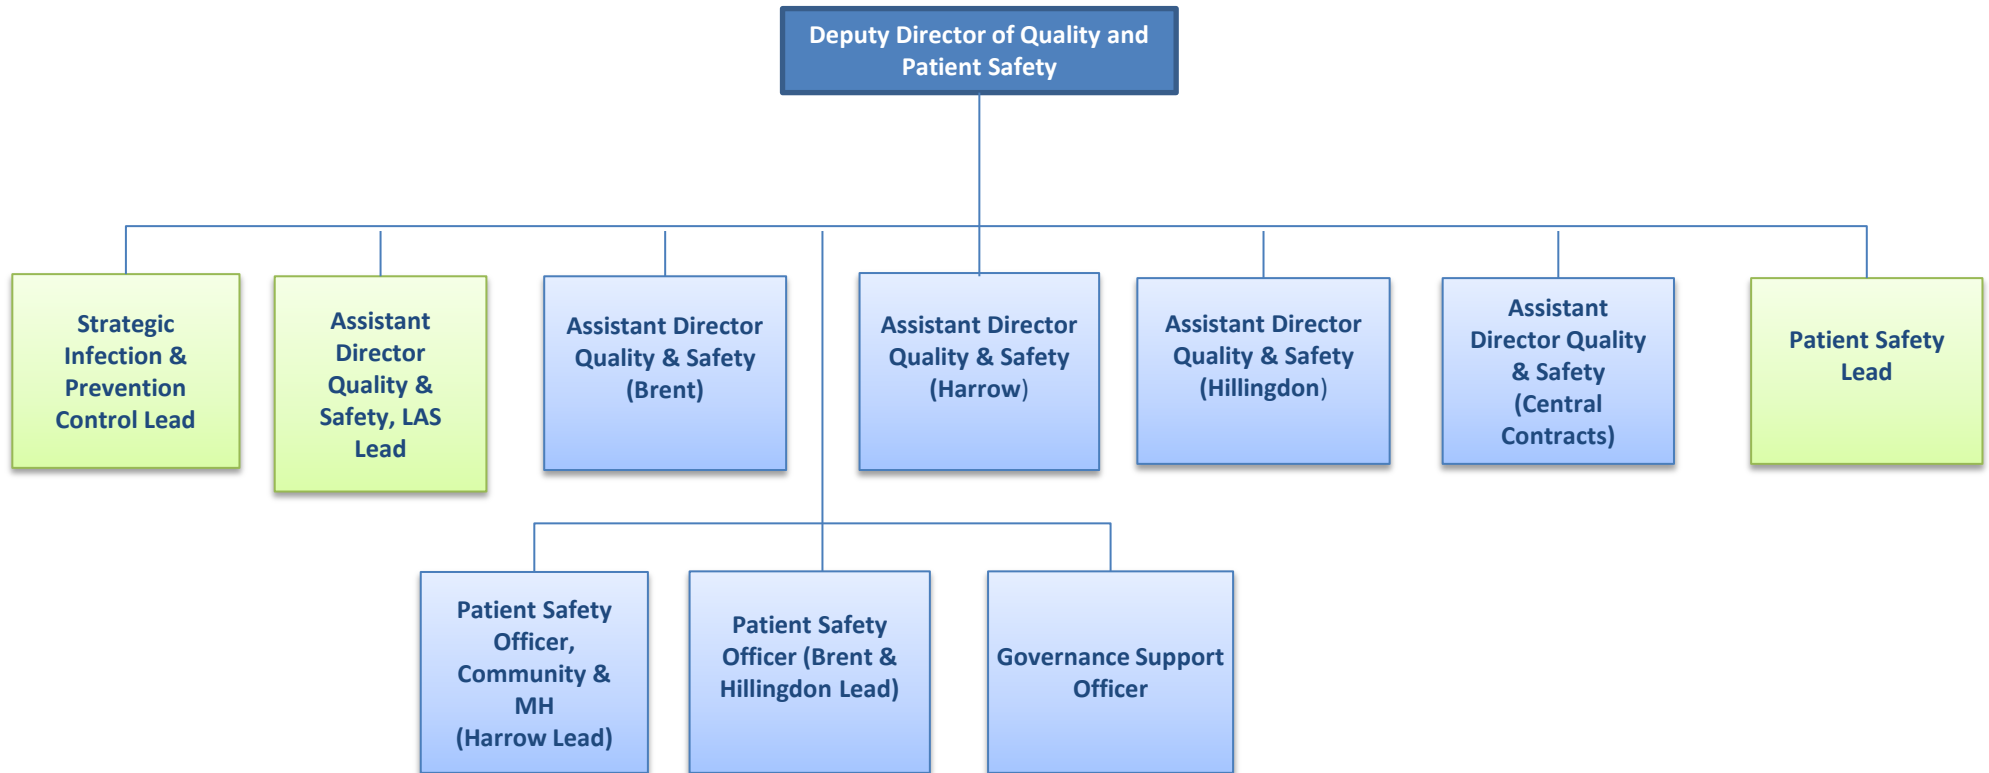 Deputy Director of Quality and
Patient Safety
Strategic
Infection &
Prevention
Control Lead
Assistant
Director
Quality &
Safety, LAS
Lead
Assistant Director
Quality & Safety
(Brent)
Assistant Director
Quality & Safety
(Harrow)
Assistant Director
Quality & Safety
(Hillingdon)
Assistant
Director Quality
& Safety
(Central
Contracts)
Patient Safety
Lead
Patient Safety
Officer,
Community &
MH
(Harrow Lead)
Patient Safety
Officer (Brent &
Hillingdon Lead)
Governance Support
Officer